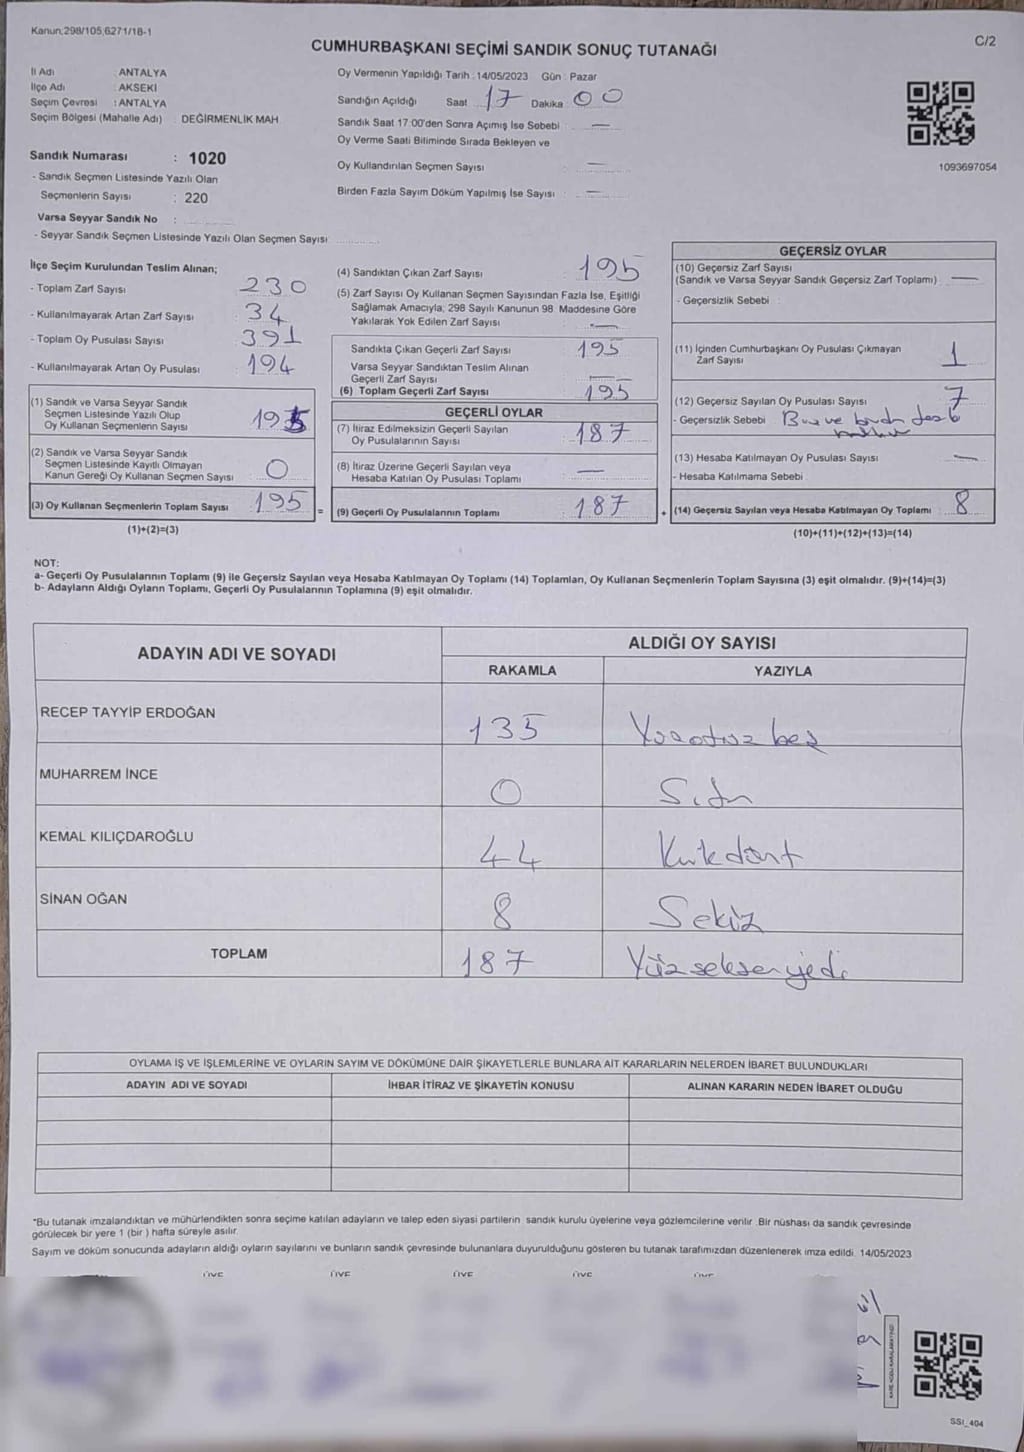 Kanun;298/105,6271/18-1
C/2
CUMHURBAŞKANI SEÇİMİ SANDIK SONUÇ TUTANAĞI
İl Adı : ANTALYA
İlçe Adı : AKSEKİ
Seçim Çevresi : ANTALYA
Seçim Bölgesi (Mahalle Adı) : DEĞİRMENLİK MAH
Sandık Numarası : 1020
- Sandık Seçmen Listesinde Yazılı Olan
Seçmenlerin Sayısı : 220
Varsa Seyyar Sandık No :
- Seyyar Sandık Seçmen Listesinde Yazılı Olan Seçmen Sayısı
Oy Vermenin Yapıldığı Tarih : 14/05/2023 Gün : Pazar
Sandığın Açıldığı Saat 17 Dakika 00
Sandık Saat 17:00'den Sonra Açımış İse Sebebi : —
Oy Verme Saati Bitiminde Sırada Bekleyen ve
Oy Kullandırılan Seçmen Sayısı : —
Birden Fazla Sayım Döküm Yapılmış İse Sayısı : —
1093697054
İlçe Seçim Kurulundan Teslim Alınan;
- Toplam Zarf Sayısı : 230
- Kullanılmayarak Artan Zarf Sayısı : 34
- Toplam Oy Pusulası Sayısı : 391
- Kullanılmayarak Artan Oy Pusulası : 194
(1) Sandık ve Varsa Seyyar Sandık
Seçmen Listesinde Yazılı Olup
Oy Kullanan Seçmenlerin Sayısı 195
(2) Sandık ve Varsa Seyyar Sandık
Seçmen Listesinde Kayıtlı Olmayan
Kanun Gereği Oy Kullanan Seçmen Sayısı 0
(3) Oy Kullanan Seçmenlerin Toplam Sayısı 195 =
(1)+(2)=(3)
(4) Sandıktan Çıkan Zarf Sayısı 195
(5) Zarf Sayısı Oy Kullanan Seçmen Sayısından Fazla İse, Eşitliği
Sağlamak Amacıyla; 298 Sayılı Kanunun 98. Maddesine Göre
Yakılarak Yok Edilen Zarf Sayısı —
Sandıkta Çıkan Geçerli Zarf Sayısı 195
Varsa Seyyar Sandıktan Teslim Alınan
Geçerli Zarf Sayısı —
(6) Toplam Geçerli Zarf Sayısı 195
GEÇERLİ OYLAR
(7) İtiraz Edilmeksizin Geçerli Sayılan
Oy Pusulalarının Sayısı 187
(8) İtiraz Üzerine Geçerli Sayılan veya
Hesaba Katılan Oy Pusulası Toplamı —
(9) Geçerli Oy Pusulalarının Toplamı 187 +
GEÇERSİZ OYLAR
(10) Geçersiz Zarf Sayısı
(Sandık ve Varsa Seyyar Sandık Geçersiz Zarf Toplamı) —
- Geçersizlik Sebebi :
(11) İçinden Cumhurbaşkanı Oy Pusulası Çıkmayan
Zarf Sayısı 1
(12) Geçersiz Sayılan Oy Pusulası Sayısı 7
- Geçersizlik Sebebi
(13) Hesaba Katılmayan Oy Pusulası Sayısı —
- Hesaba Katılmama Sebebi
(14) Geçersiz Sayılan veya Hesaba Katılmayan Oy Toplamı 8
(10)+(11)+(12)+(13)=(14)
NOT:
a- Geçerli Oy Pusulalarının Toplamı (9) ile Geçersiz Sayılan veya Hesaba Katılmayan Oy Toplamı (14) Toplamları, Oy Kullanan Seçmenlerin Toplam Sayısına (3) eşit olmalıdır. (9)+(14)=(3)
b- Adayların Aldığı Oyların Toplamı, Geçerli Oy Pusulalarının Toplamına (9) eşit olmalıdır.
ADAYIN ADI VE SOYADI
ALDIĞI OY SAYISI
RAKAMLA YAZIYLA
RECEP TAYYİP ERDOĞAN 135 Yüzotuz beş
MUHARREM İNCE 0 Sıfır
KEMAL KILIÇDAROĞLU 44 Kırkdört
SİNAN OĞAN 8 Sekiz
TOPLAM 187 Yüz seksen yedi
OYLAMA İŞ VE İŞLEMLERİNE VE OYLARIN SAYIM VE DÖKÜMÜNE DAİR ŞİKAYETLERLE BUNLARA AİT KARARLARIN NELERDEN İBARET BULUNDUKLARI
ADAYIN ADI VE SOYADI İHBAR İTİRAZ VE ŞİKAYETİN KONUSU ALINAN KARARIN NEDEN İBARET OLDUĞU
*Bu tutanak imzalandıktan ve mühürlendikten sonra seçime katılan adayların ve talep eden siyasi partilerin sandık kurulu üyelerine veya gözlemcilerine verilir. Bir nüshası da sandık çevresinde
görülecek bir yere 1 (bir ) hafta süreyle asılır.
Sayım ve döküm sonucunda adayların aldığı oyların sayılarını ve bunların sandık çevresinde bulunanlara duyurulduğunu gösteren bu tutanak tarafımızdan düzenlenerek imza edildi. 14/05/2023
ÜYE ÜYE ÜYE ÜYE ÜYE
SSI_404